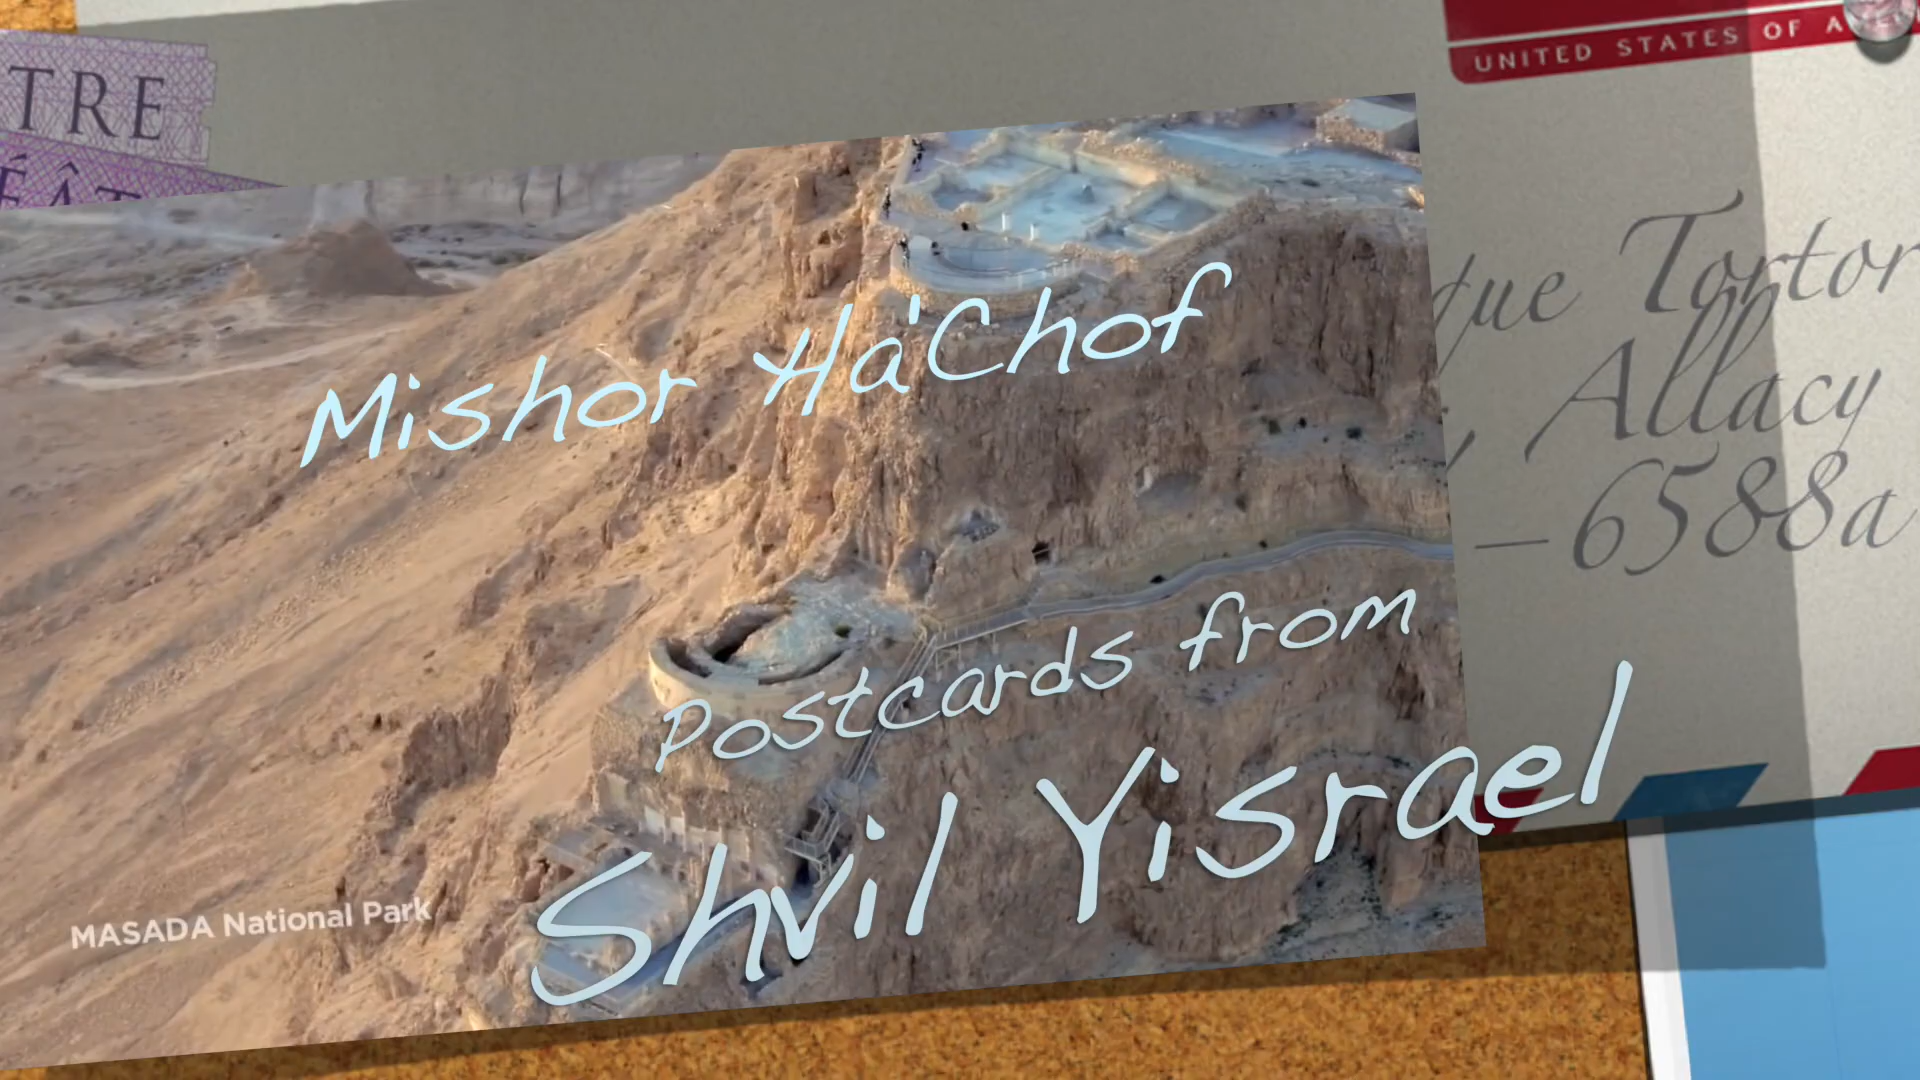 TRE
UNITED STATES OF A
Mishor Ha'Chof
que Tortor
Allacy
—6588a
Postcards from
Shvil Yisrael
MASADA National Park